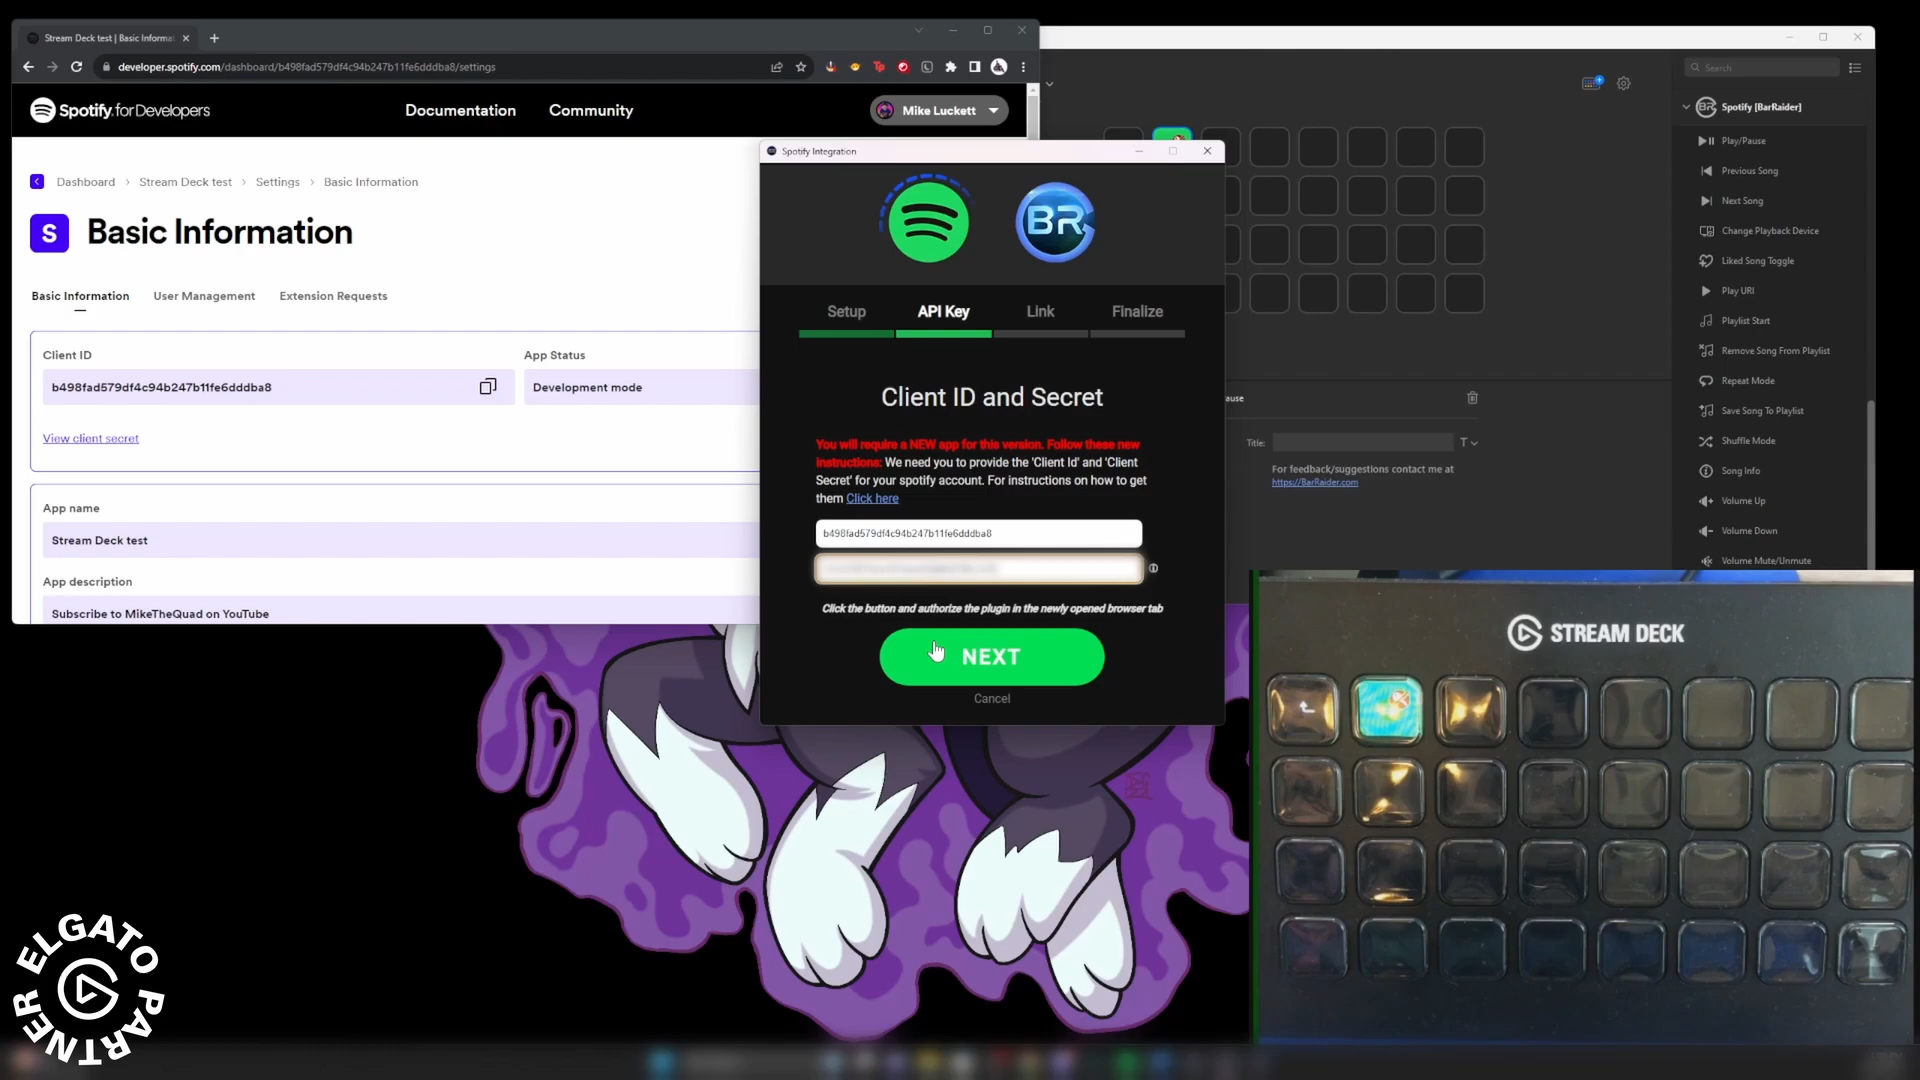 Stream Deck test | Basic Informa
developer.spotify.com/dashboard/b498fad579df4c94b247b11fe6dddba8/settings
Spotify for Developers
Documentation
Community
Mike Luckett
Dashboard
Stream Deck test
Settings
Basic Information
S
Basic Information
Basic Information
User Management
Extension Requests
Client ID
App Status
b498fad579df4c94b247b11fe6dddba8
Development mode
View client secret
App name
Stream Deck test
App description
Subscribe to MikeTheQuad on YouTube
Spotify Integration
BR
Setup
API Key
Link
Finalize
Client ID and Secret
You will require a NEW app for this version. Follow these new
instructions: We need you to provide the 'Client Id' and 'Client
Secret' for your spotify account. For instructions on how to get
them Click here
b498fad579df4c94b247b11fe6dddba8
Click the button and authorize the plugin in the newly opened browser tab
NEXT
Cancel
ause
Title:
T
For feedback/suggestions contact me at
https://BarRaider.com
Search
BR
Spotify [BarRaider]
Play/Pause
Previous Song
Next Song
Change Playback Device
Liked Song Toggle
Play URI
Playlist Start
Remove Song From Playlist
Repeat Mode
Save Song To Playlist
Shuffle Mode
Song Info
Volume Up
Volume Down
Volume Mute/Unmute
STREAM DECK
ELGATO PARTNER